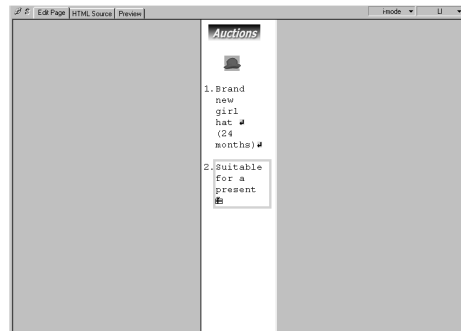 Edit Page HTML Source Preview i-mode LI
Auctions
1. Brand
new
girl
hat
(24
months)
2. Suitable
for a
present